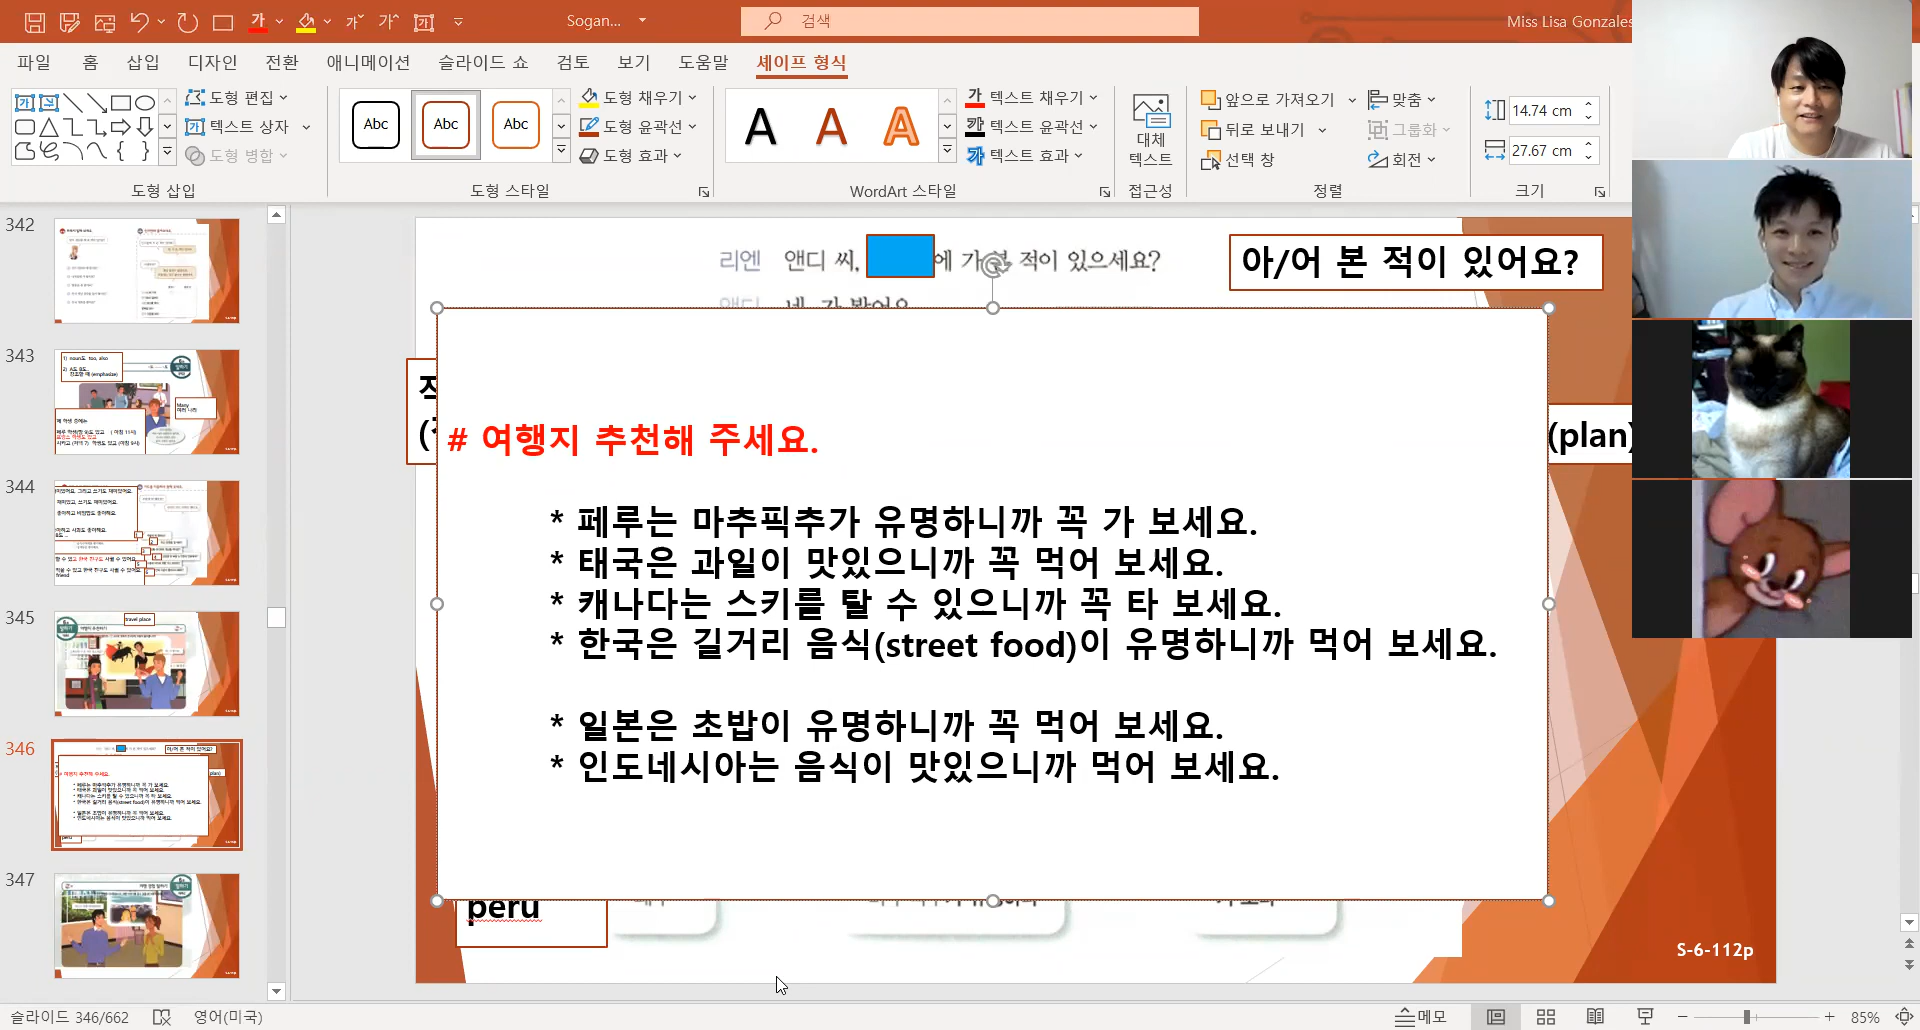 Sogan...
검색
Miss Lisa Gonzales
파일 홈 삽입 디자인 전환 애니메이션 슬라이드 쇼 검토 보기 도움말 셰이프 형식
도형 편집
텍스트 상자
도형 병합
도형 삽입
Abc Abc Abc
도형 채우기
도형 윤곽선
도형 효과
도형 스타일
A A A
텍스트 채우기
텍스트 윤곽선
텍스트 효과
WordArt 스타일
대체
텍스트
접근성
앞으로 가져오기
뒤로 보내기
선택 창
맞춤
그룹화
회전
정렬
14.74 cm
27.67 cm
크기
342
343
1) noun도 too, also
344
345
travel place
346
347
리엔 앤디 씨, 에 가 적이 있으세요?
아/어 본 적이 있어요?
(plan)
# 여행지 추천해 주세요.
* 페루는 마추픽추가 유명하니까 꼭 가 보세요.
* 태국은 과일이 맛있으니까 꼭 먹어 보세요.
* 캐나다는 스키를 탈 수 있으니까 꼭 타 보세요.
* 한국은 길거리 음식(street food)이 유명하니까 먹어 보세요.
* 일본은 초밥이 유명하니까 꼭 먹어 보세요.
* 인도네시아는 음식이 맛있으니까 먹어 보세요.
peru
S-6-112p
슬라이드 346/662 영어(미국) 메모 85%